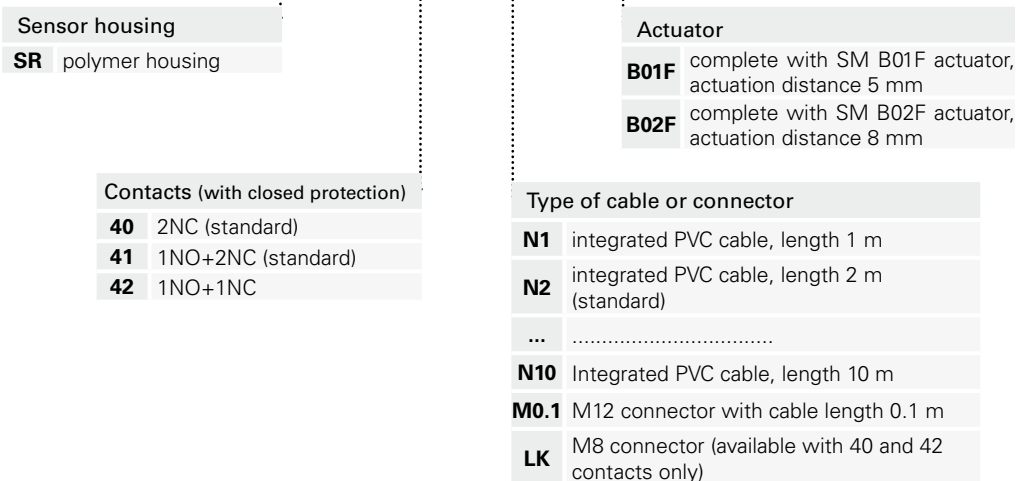 Sensor housing
SR polymer housing
Actuator
B01F complete with SM B01F actuator,
actuation distance 5 mm
B02F complete with SM B02F actuator,
actuation distance 8 mm
Contacts (with closed protection)
40 2NC (standard)
41 1NO+2NC (standard)
42 1NO+1NC
Type of cable or connector
N1 integrated PVC cable, length 1 m
N2 integrated PVC cable, length 2 m
(standard)
... ..................................
N10 Integrated PVC cable, length 10 m
M0.1 M12 connector with cable length 0.1 m
LK M8 connector (available with 40 and 42
contacts only)